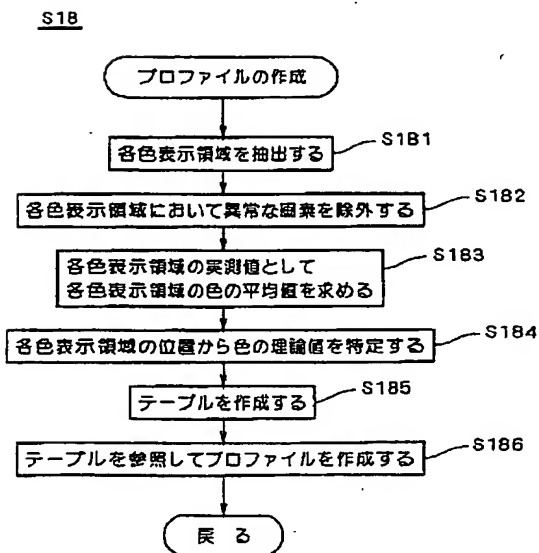 S18
プロファイルの作成
各色表示領域を抽出する
S181
各色表示領域において異常な画素を除外する
S182
各色表示領域の実測値として
各色表示領域の色の平均値を求める
S183
各色表示領域の位置から色の理論値を特定する
S184
テーブルを作成する
S185
テーブルを参照してプロファイルを作成する
S186
戻る